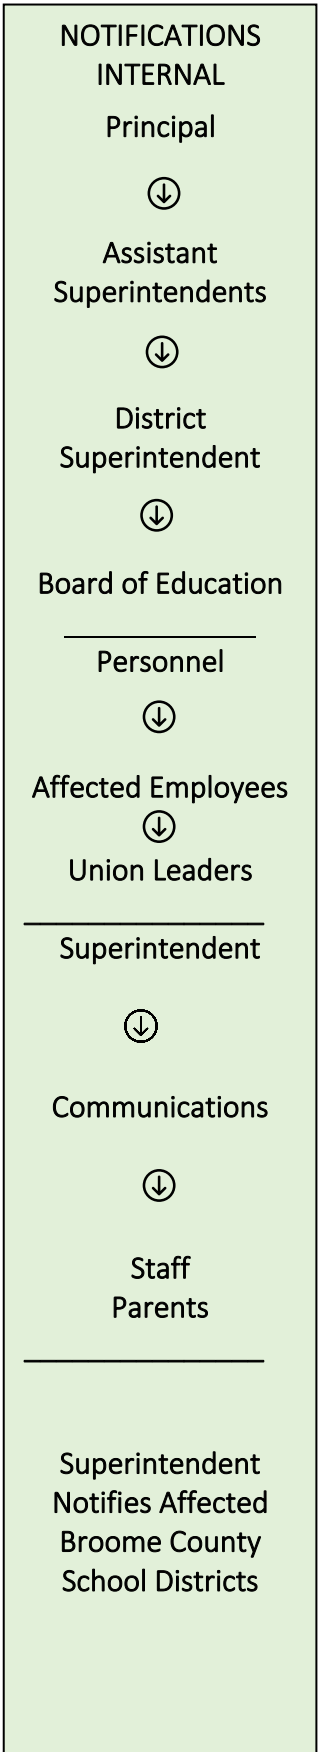 NOTIFICATIONS
INTERNAL
Principal
Assistant
Superintendents
District
Superintendent
Board of Education
Personnel
Affected Employees
Union Leaders
Superintendent
Communications
Staff
Parents
Superintendent
Notifies Affected
Broome County
School Districts